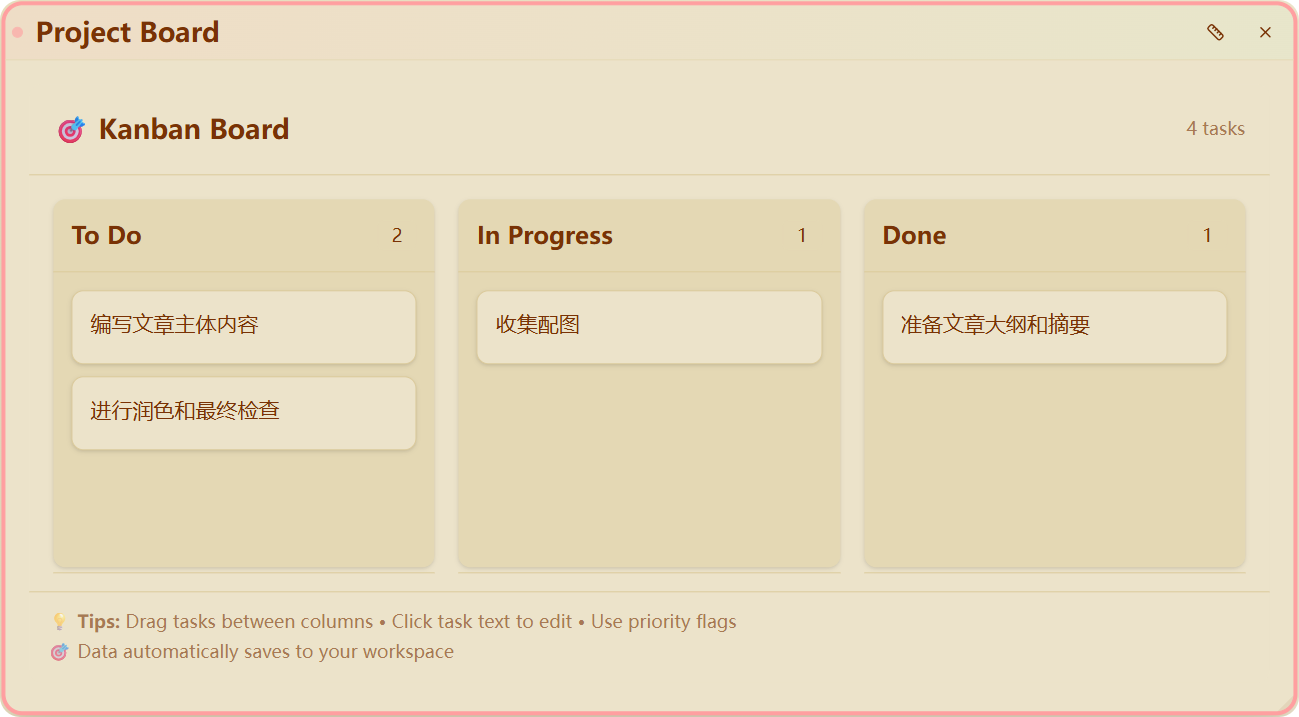 Project Board
Kanban Board
4 tasks
To Do 2
编写文章主体内容
进行润色和最终检查
In Progress 1
收集配图
Done 1
准备文章大纲和摘要
Tips: Drag tasks between columns • Click task text to edit • Use priority flags
Data automatically saves to your workspace